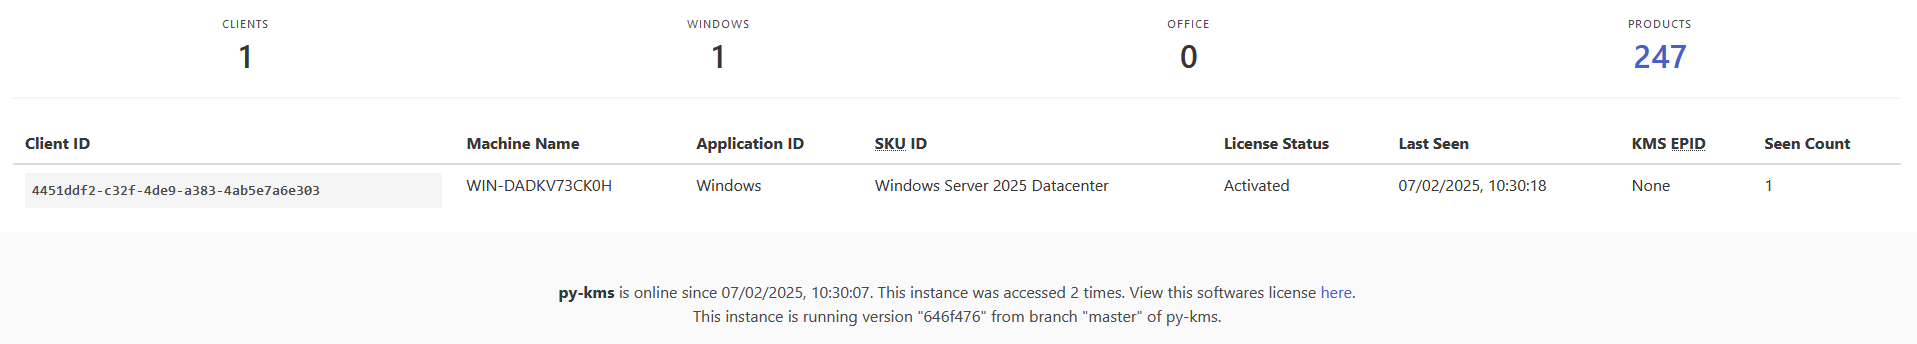 CLIENTS WINDOWS OFFICE PRODUCTS
1 1 0 247
Client ID Machine Name Application ID SKU ID License Status Last Seen KMS EPID Seen Count
4451ddf2-c32f-4de9-a383-4ab5e7a6e303 WIN-DADKV73CK0H Windows Windows Server 2025 Datacenter Activated 07/02/2025, 10:30:18 None 1
py-kms is online since 07/02/2025, 10:30:07. This instance was accessed 2 times. View this softwares license here.
This instance is running version "646f476" from branch "master" of py-kms.